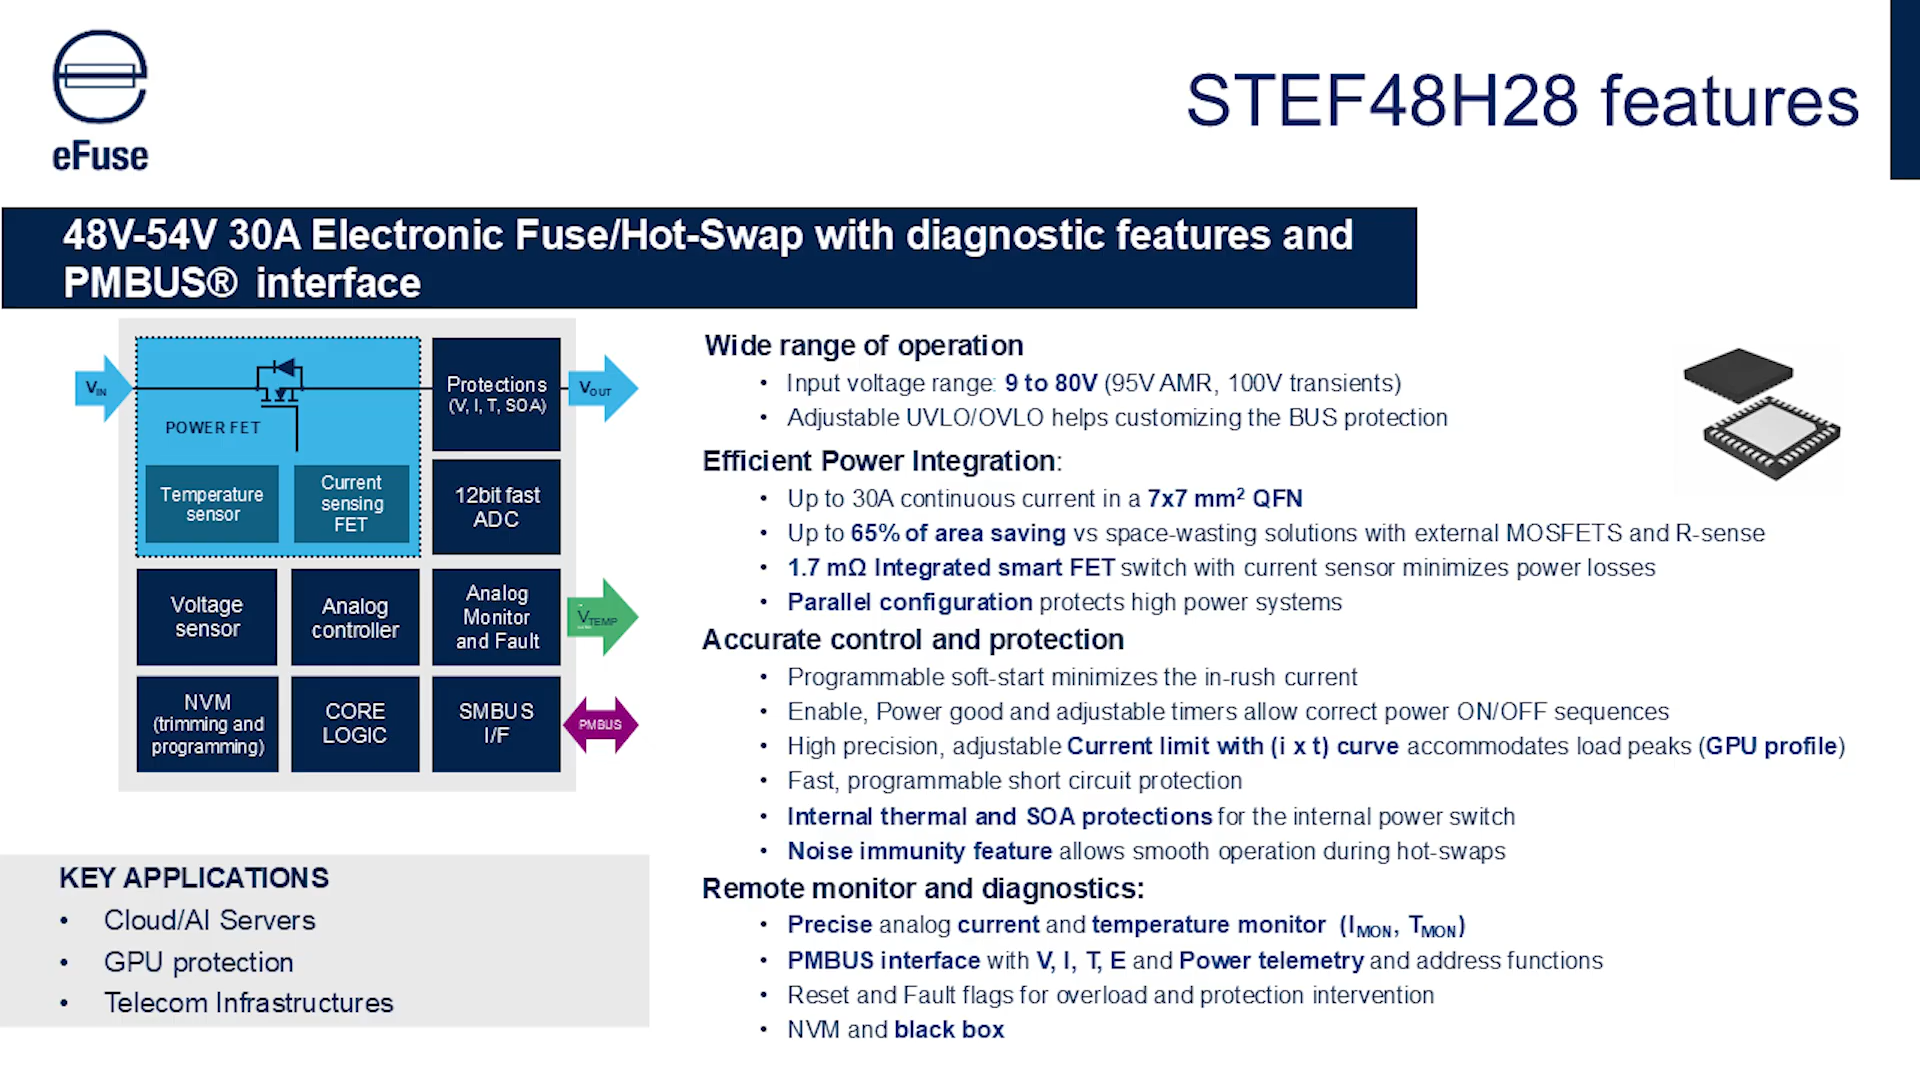 eFuse
STEF48H28 features
48V-54V 30A Electronic Fuse/Hot-Swap with diagnostic features and
PMBUS® interface
VIN
POWER FET
Temperature
sensor
Current
sensing
FET
Protections
(V, I, T, SOA)
VOUT
12bit fast
ADC
Voltage
sensor
Analog
controller
Analog
Monitor
and Fault
VTEMP
NVM
(trimming and
programming)
CORE
LOGIC
SMBUS
I/F
PMBUS
KEY APPLICATIONS
• Cloud/AI Servers
• GPU protection
• Telecom Infrastructures
Wide range of operation
• Input voltage range: 9 to 80V (95V AMR, 100V transients)
• Adjustable UVLO/OVLO helps customizing the BUS protection
Efficient Power Integration:
• Up to 30A continuous current in a 7x7 mm² QFN
• Up to 65% of area saving vs space-wasting solutions with external MOSFETS and R-sense
• 1.7 mΩ Integrated smart FET switch with current sensor minimizes power losses
• Parallel configuration protects high power systems
Accurate control and protection
• Programmable soft-start minimizes the in-rush current
• Enable, Power good and adjustable timers allow correct power ON/OFF sequences
• High precision, adjustable Current limit with (i x t) curve accommodates load peaks (GPU profile)
• Fast, programmable short circuit protection
• Internal thermal and SOA protections for the internal power switch
• Noise immunity feature allows smooth operation during hot-swaps
Remote monitor and diagnostics:
• Precise analog current and temperature monitor (IMON, TMON)
• PMBUS interface with V, I, T, E and Power telemetry and address functions
• Reset and Fault flags for overload and protection intervention
• NVM and black box